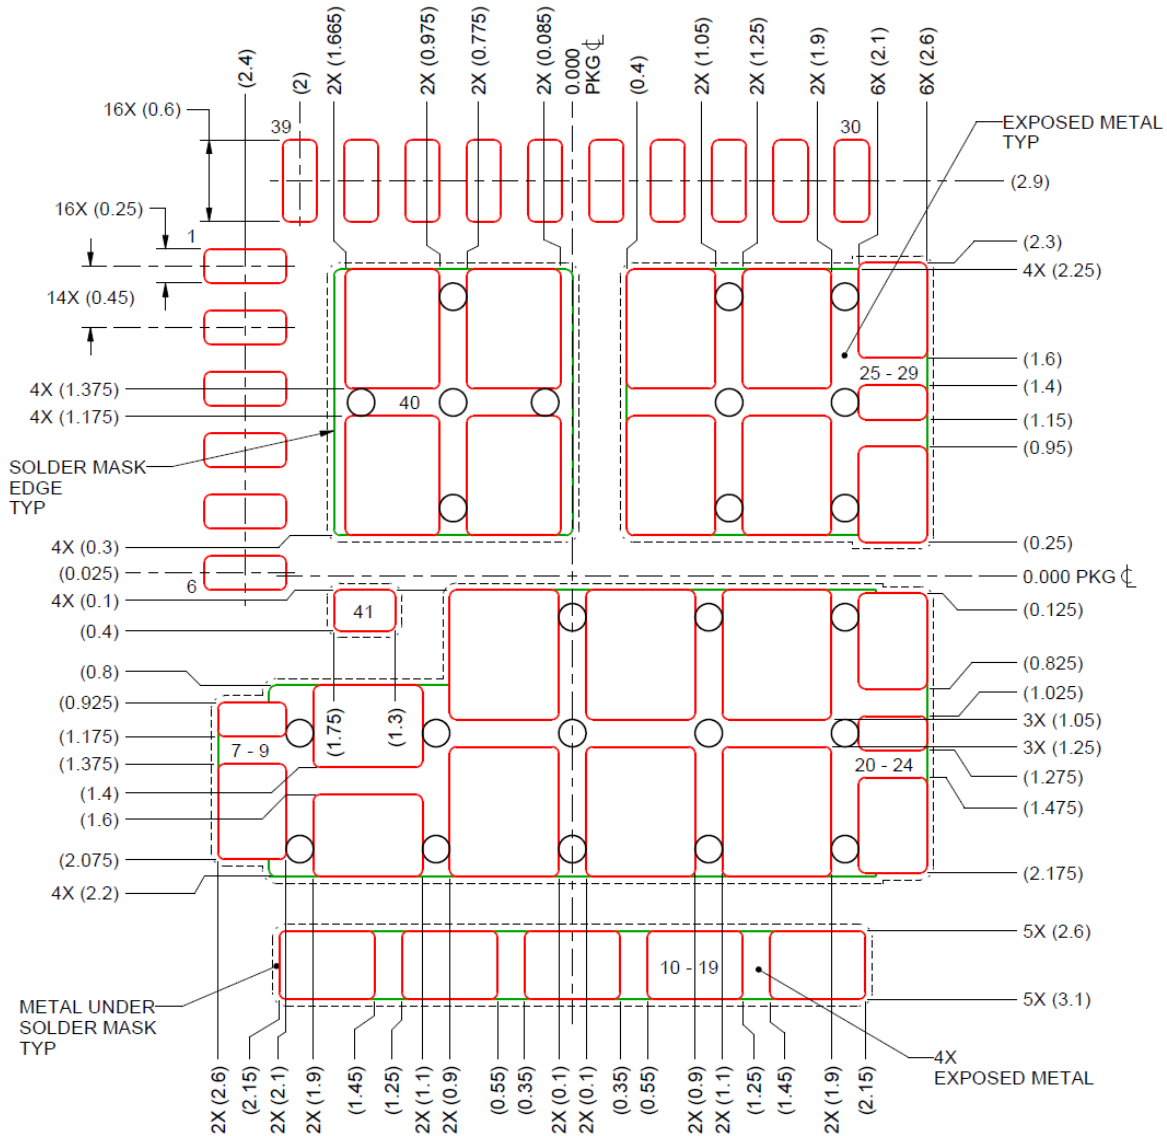 (2.4)
(2)
2X (1.665)
2X (0.975)
2X (0.775)
2X (0.085)
0.000
PKG ℄
(0.4)
2X (1.05)
2X (1.25)
2X (1.9)
6X (2.1)
6X (2.6)
16X (0.6)
39
30
EXPOSED METAL
TYP
(2.9)
16X (0.25)
1
(2.3)
4X (2.25)
14X (0.45)
(1.6)
25 - 29
4X (1.375)
(1.4)
40
4X (1.175)
(1.15)
(0.95)
SOLDER MASK
EDGE
TYP
4X (0.3)
(0.25)
(0.025)
0.000 PKG ℄
6
4X (0.1)
41
(0.125)
(0.4)
(0.8)
(0.825)
(0.925)
(1.025)
(1.75)
(1.3)
3X (1.05)
(1.175)
7 - 9
3X (1.25)
(1.375)
20 - 24
(1.275)
(1.4)
(1.475)
(1.6)
(2.075)
(2.175)
4X (2.2)
5X (2.6)
10 - 19
METAL UNDER
SOLDER MASK
TYP
5X (3.1)
4X
EXPOSED METAL
2X (2.6)
(2.15)
2X (2.1)
2X (1.9)
(1.45)
(1.25)
2X (1.1)
2X (0.9)
(0.55)
(0.35)
2X (0.1)
2X (0.1)
(0.35)
(0.55)
2X (0.9)
2X (1.1)
(1.25)
(1.45)
2X (1.9)
(2.15)